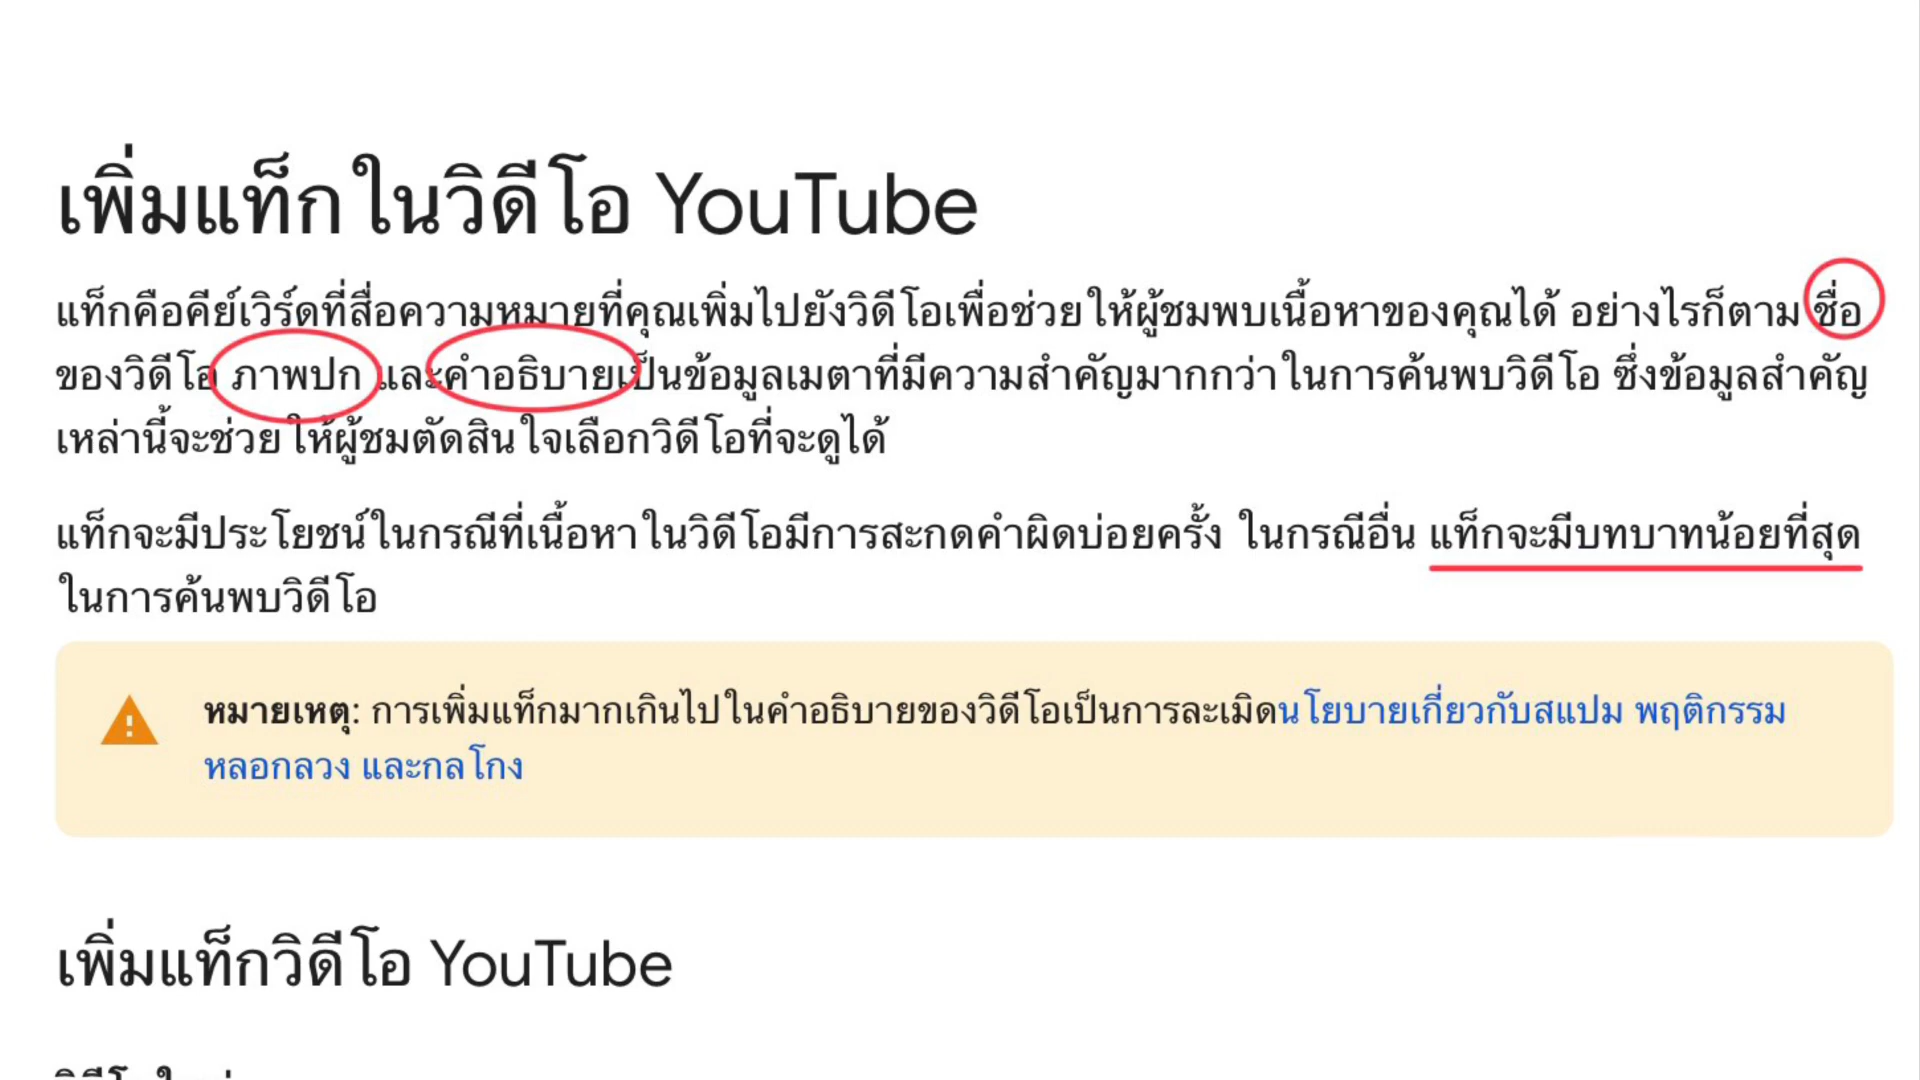 เพิ่มแท็กในวิดีโอ YouTube
แท็กคือคีย์เวิร์ดที่สื่อความหมายที่คุณเพิ่มไปยังวิดีโอเพื่อช่วยให้ผู้ชมพบเนื้อหาของคุณได้ อย่างไรก็ตาม ชื่อ
ของวิดีโอ ภาพปก และคำอธิบายเป็นข้อมูลเมตาที่มีความสำคัญมากกว่าในการค้นพบวิดีโอ ซึ่งข้อมูลสำคัญ
เหล่านี้จะช่วยให้ผู้ชมตัดสินใจเลือกวิดีโอที่จะดูได้
แท็กจะมีประโยชน์ในกรณีที่เนื้อหาในวิดีโอมีการสะกดคำผิดบ่อยครั้ง ในกรณีอื่น แท็กจะมีบทบาทน้อยที่สุด
ในการค้นพบวิดีโอ
หมายเหตุ: การเพิ่มแท็กมากเกินไปในคำอธิบายของวิดีโอเป็นการละเมิดนโยบายเกี่ยวกับสแปม พฤติกรรม
หลอกลวง และกลโกง
เพิ่มแท็กวิดีโอ YouTube